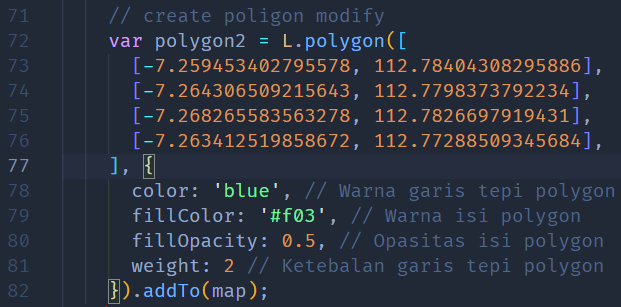 71 // create poligon modify
72 var polygon2 = L.polygon([
73 [-7.259453402795578, 112.78404308295886],
74 [-7.264306509215643, 112.7798373792234],
75 [-7.268265583563278, 112.7826697919431],
76 [-7.263412519858672, 112.77288509345684],
77 ], {
78 color: 'blue', // Warna garis tepi polygon
79 fillColor: '#f03', // Warna isi polygon
80 fillOpacity: 0.5, // Opasitas isi polygon
81 weight: 2 // Ketebalan garis tepi polygon
82 }).addTo(map);